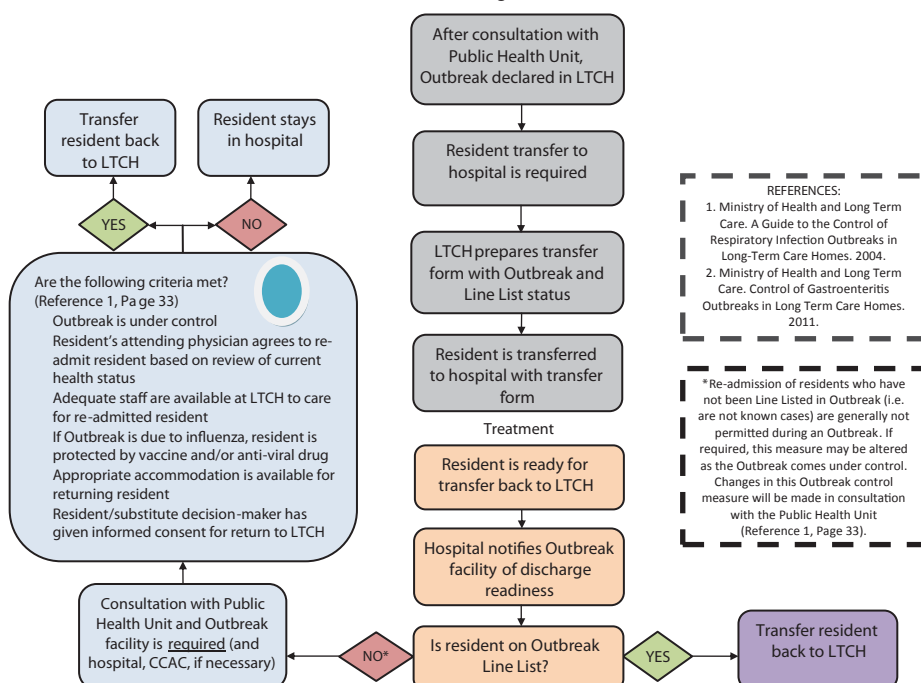 After consultation with
Public Health Unit,
Outbreak declared in LTCH
Resident transfer to
hospital is required
LTCH prepares transfer
form with Outbreak and
Line List status
Resident is transferred
to hospital with transfer
form
Treatment
Resident is ready for
transfer back to LTCH
Hospital notifies Outbreak
facility of discharge
readiness
Is resident on Outbreak
Line List?
YES
Transfer resident
back to LTCH
NO*
Consultation with Public
Health Unit and Outbreak
facility is required (and
hospital, CCAC, if necessary)
Are the following criteria met?
(Reference 1, Pa ge 33)
Outbreak is under control
Resident's attending physician agrees to re-
admit resident based on review of current
health status
Adequate staff are available at LTCH to care
for re-admitted resident
If Outbreak is due to influenza, resident is
protected by vaccine and/or anti-viral drug
Appropriate accommodation is available for
returning resident
Resident/substitute decision-maker has
given informed consent for return to LTCH
YES
NO
Transfer
resident back
to LTCH
Resident stays
in hospital
REFERENCES:
1. Ministry of Health and Long Term
Care. A Guide to the Control of
Respiratory Infection Outbreaks in
Long-Term Care Homes. 2004.
2. Ministry of Health and Long Term
Care. Control of Gastroenteritis
Outbreaks in Long Term Care Homes.
2011.
*Re-admission of residents who have
not been Line Listed in Outbreak (i.e.
are not known cases) are generally not
permitted during an Outbreak. If
required, this measure may be altered
as the Outbreak comes under control.
Changes in this Outbreak control
measure will be made in consultation
with the Public Health Unit
(Reference 1, Page 33).